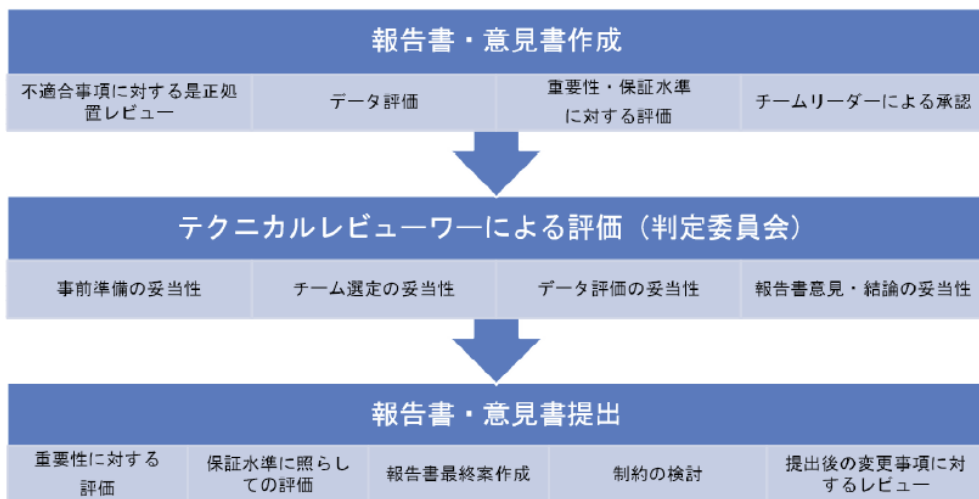 報告書・意見書作成
不適合事項に対する是正処
置レビュー
データ評価
重要性・保証水準
に対する評価
チームリーダーによる承認
テクニカルレビューワーによる評価（判定委員会）
事前準備の妥当性
チーム選定の妥当性
データ評価の妥当性
報告書意見・結論の妥当性
報告書・意見書提出
重要性に対する
評価
保証水準に照らし
ての評価
報告書最終案作成
制約の検討
提出後の変更事項に対
するレビュー